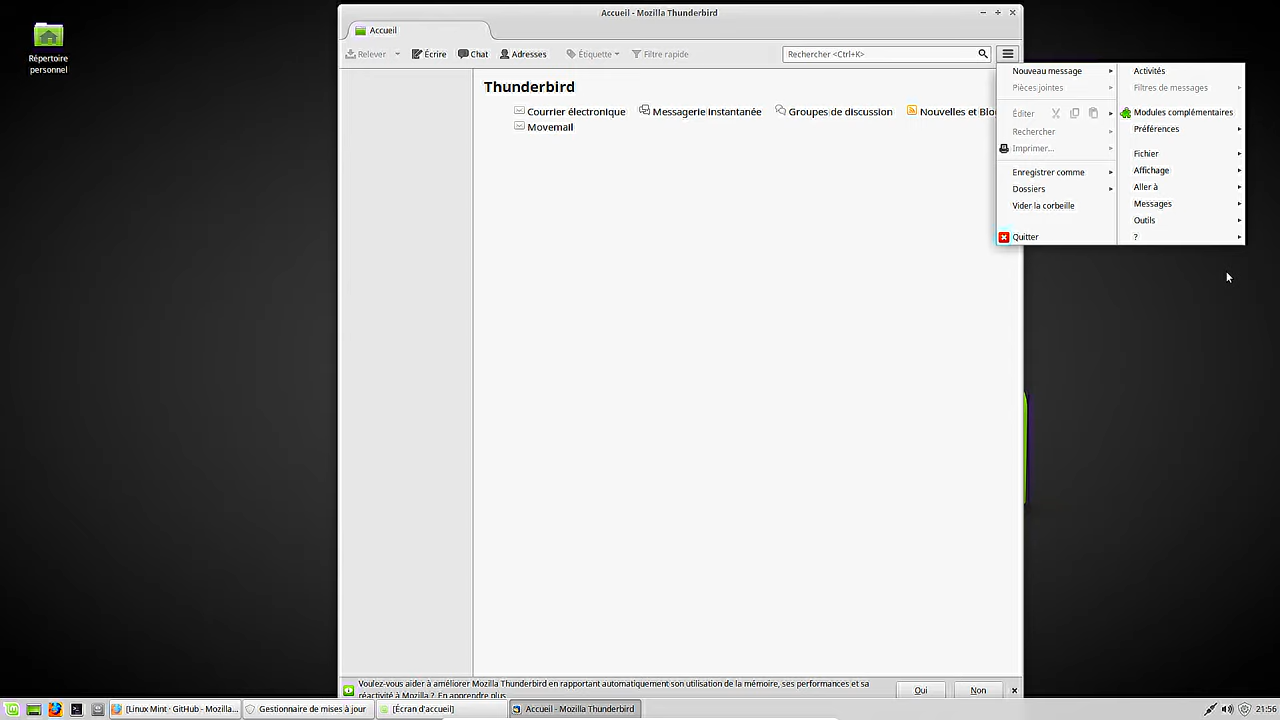 Répertoire
personnel
Accueil - Mozilla Thunderbird
Accueil
Relever
Écrire
Chat
Adresses
Étiquette
Filtre rapide
Rechercher <Ctrl+K>
Thunderbird
Courrier électronique
Messagerie instantanée
Groupes de discussion
Nouvelles et Blo
Movemail
Nouveau message
Pièces jointes
Éditer
Rechercher
Imprimer...
Enregistrer comme
Dossiers
Vider la corbeille
Quitter
Activités
Filtres de messages
Modules complémentaires
Préférences
Fichier
Affichage
Aller à
Messages
Outils
?
Voulez-vous aider à améliorer Mozilla Thunderbird en rapportant automatiquement son utilisation de la mémoire, ses performances et sa
réactivité à Mozilla ? En apprendre plus
Oui
Non
[Linux Mint · GitHub - Mozilla...
Gestionnaire de mises à jour
[Écran d'accueil]
Accueil - Mozilla Thunderbird
21:56